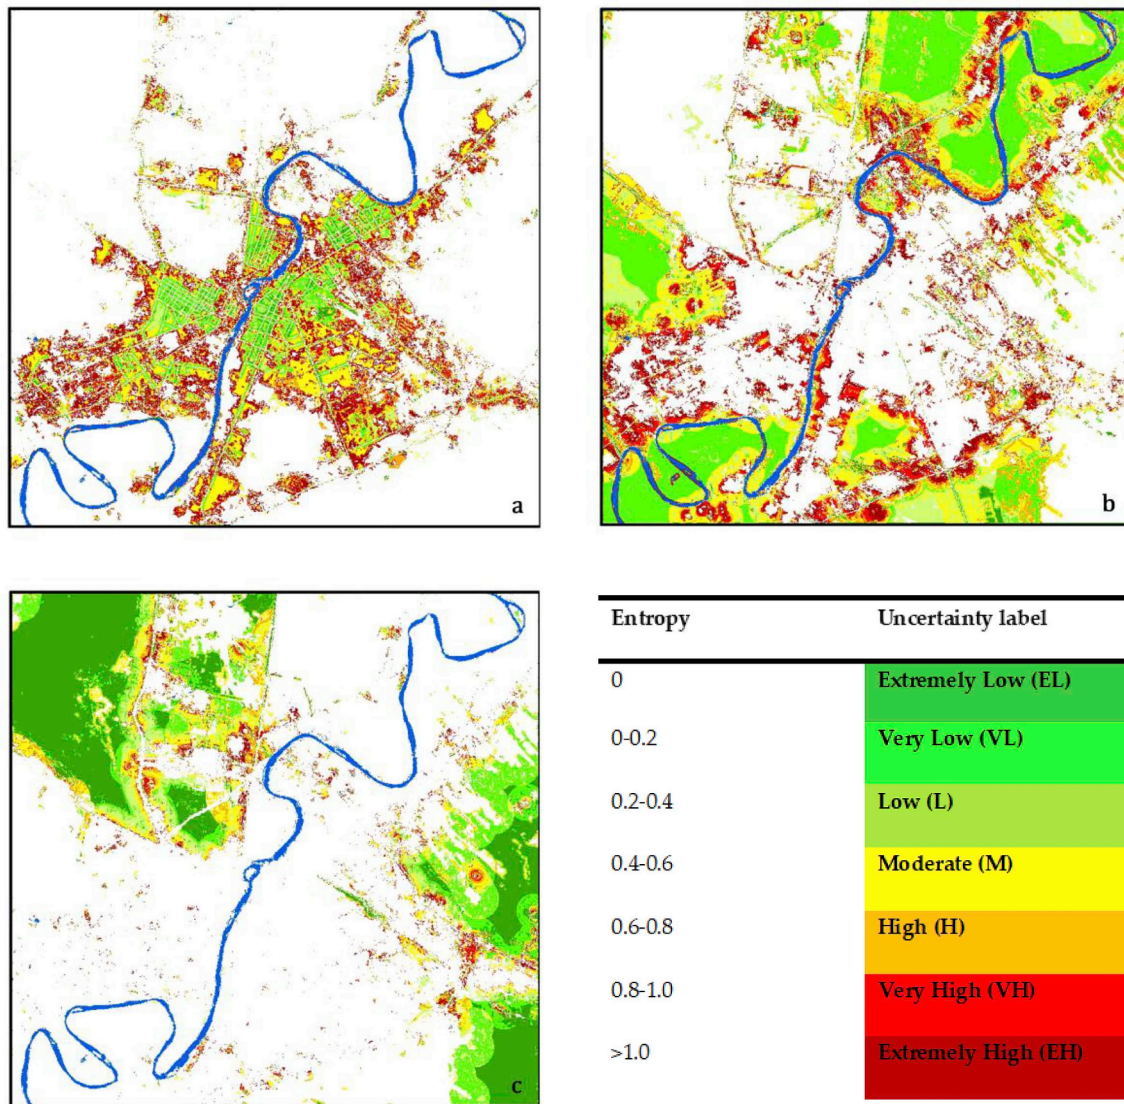 a
b
c
Entropy Uncertainty label
0 Extremely Low (EL)
0-0.2 Very Low (VL)
0.2-0.4 Low (L)
0.4-0.6 Moderate (M)
0.6-0.8 High (H)
0.8-1.0 Very High (VH)
>1.0 Extremely High (EH)